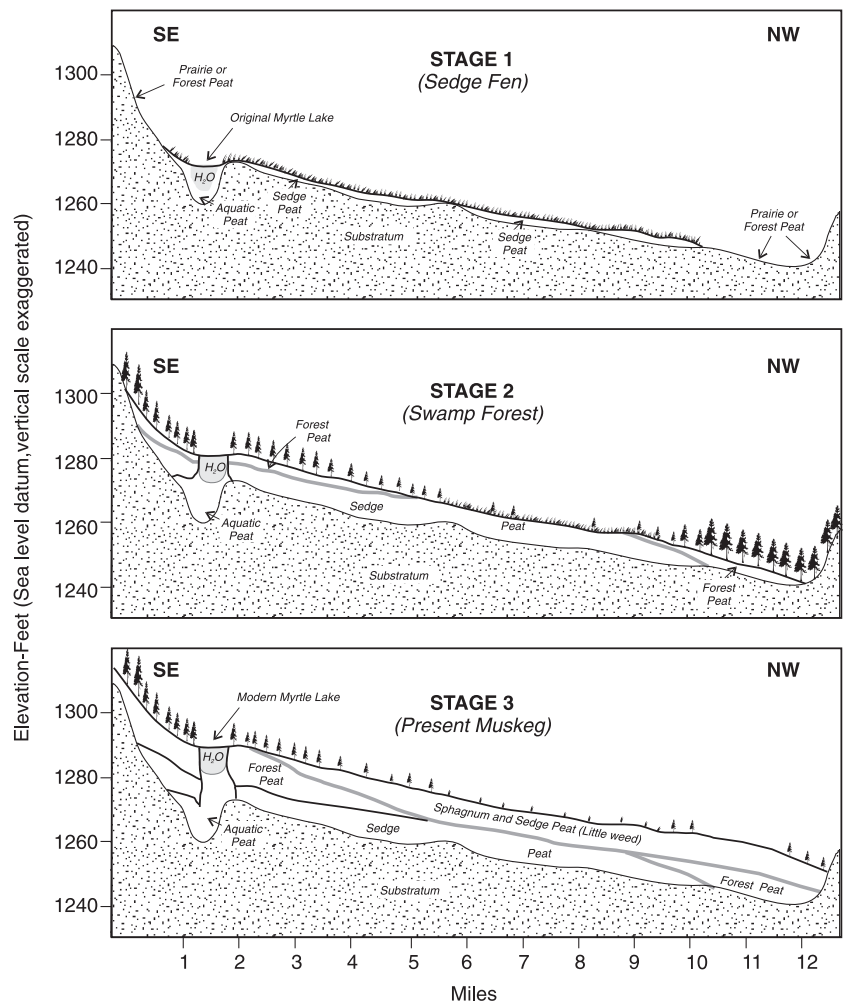 Elevation-Feet (Sea level datum,vertical scale exaggerated)
SE
NW
STAGE 1
(Sedge Fen)
1300
1280
1260
1240
Prairie or
Forest Peat
Original Myrtle Lake
H2O
Aquatic
Peat
Sedge
Peat
Substratum
Sedge
Peat
Prairie or
Forest Peat
SE
NW
STAGE 2
(Swamp Forest)
1300
1280
1260
1240
Forest
Peat
H2O
Aquatic
Peat
Sedge
Peat
Substratum
Forest
Peat
SE
NW
STAGE 3
(Present Muskeg)
1300
1280
1260
1240
Modern Myrtle Lake
H2O
Forest
Peat
Sphagnum and Sedge Peat (Little weed)
Aquatic
Peat
Sedge
Peat
Forest Peat
Substratum
1 2 3 4 5 6 7 8 9 10 11 12
Miles